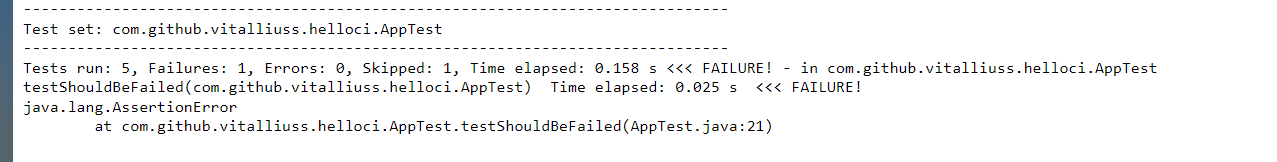 -------------------------------------------------------------------------------
Test set: com.github.vitalliuss.helloci.AppTest
-------------------------------------------------------------------------------
Tests run: 5, Failures: 1, Errors: 0, Skipped: 1, Time elapsed: 0.158 s <<< FAILURE! - in com.github.vitalliuss.helloci.AppTest
testShouldBeFailed(com.github.vitalliuss.helloci.AppTest)  Time elapsed: 0.025 s  <<< FAILURE!
java.lang.AssertionError
        at com.github.vitalliuss.helloci.AppTest.testShouldBeFailed(AppTest.java:21)